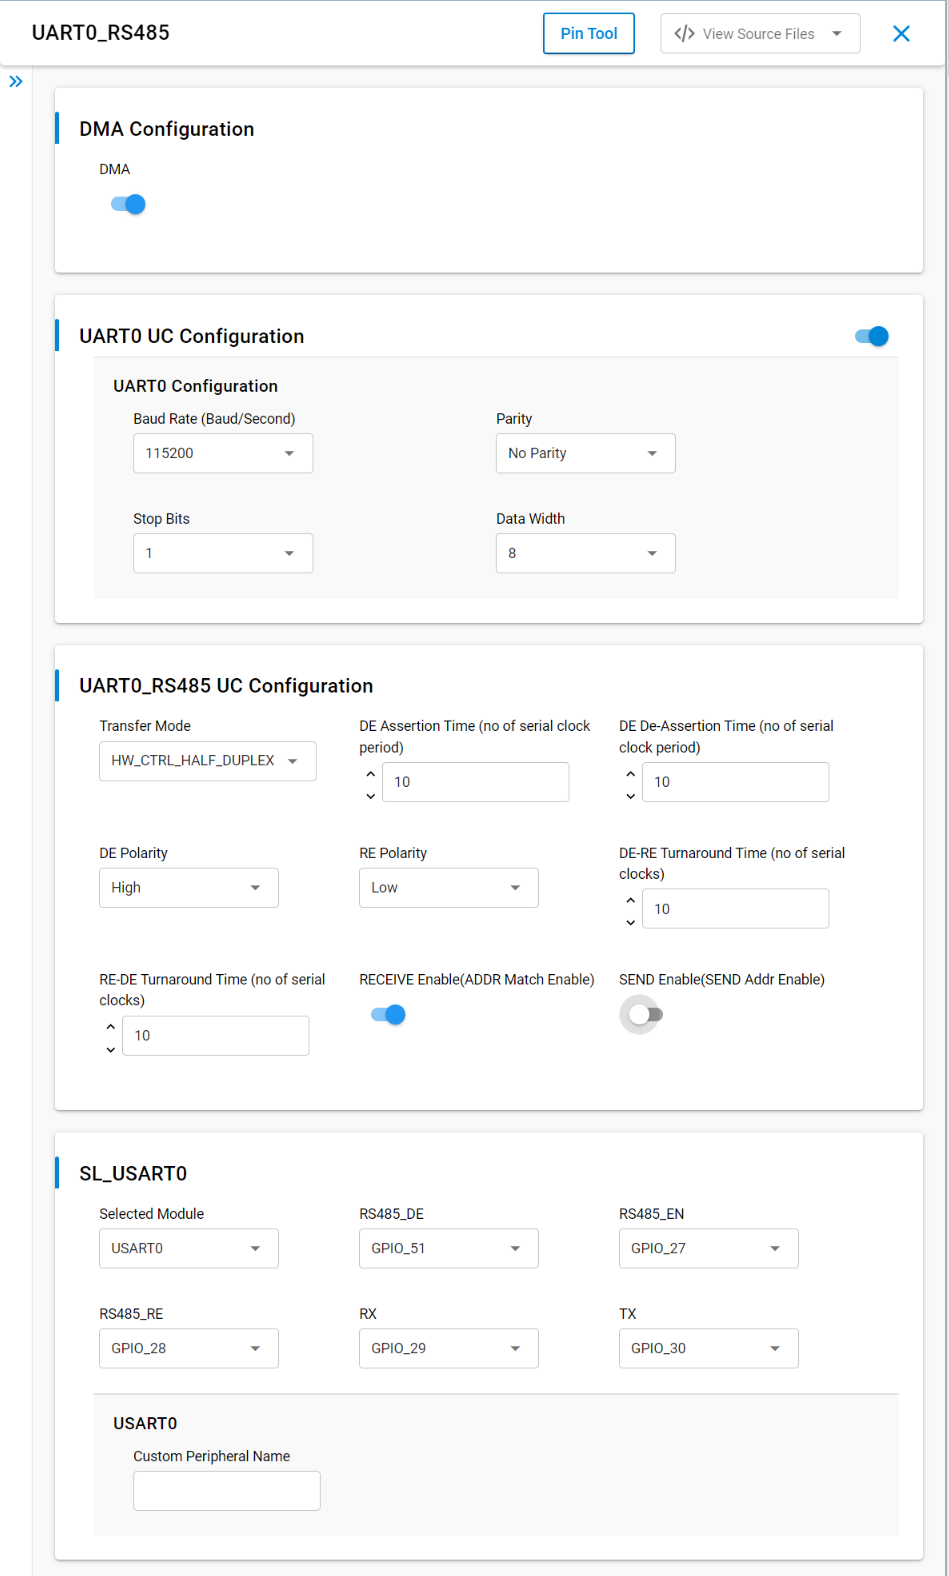 UART0_RS485
Pin Tool
</> View Source Files
DMA Configuration
DMA
UART0 UC Configuration
UART0 Configuration
Baud Rate (Baud/Second)
Parity
115200
No Parity
Stop Bits
Data Width
1
8
UART0_RS485 UC Configuration
Transfer Mode
HW_CTRL_HALF_DUPLEX
DE Assertion Time (no of serial clock
period)
10
DE De-Assertion Time (no of serial
clock period)
10
DE Polarity
High
RE Polarity
Low
DE-RE Turnaround Time (no of serial
clocks)
10
RE-DE Turnaround Time (no of serial
clocks)
10
RECEIVE Enable(ADDR Match Enable)
SEND Enable(SEND Addr Enable)
SL_USART0
Selected Module
RS485_DE
RS485_EN
USART0
GPIO_51
GPIO_27
RS485_RE
RX
TX
GPIO_28
GPIO_29
GPIO_30
USART0
Custom Peripheral Name